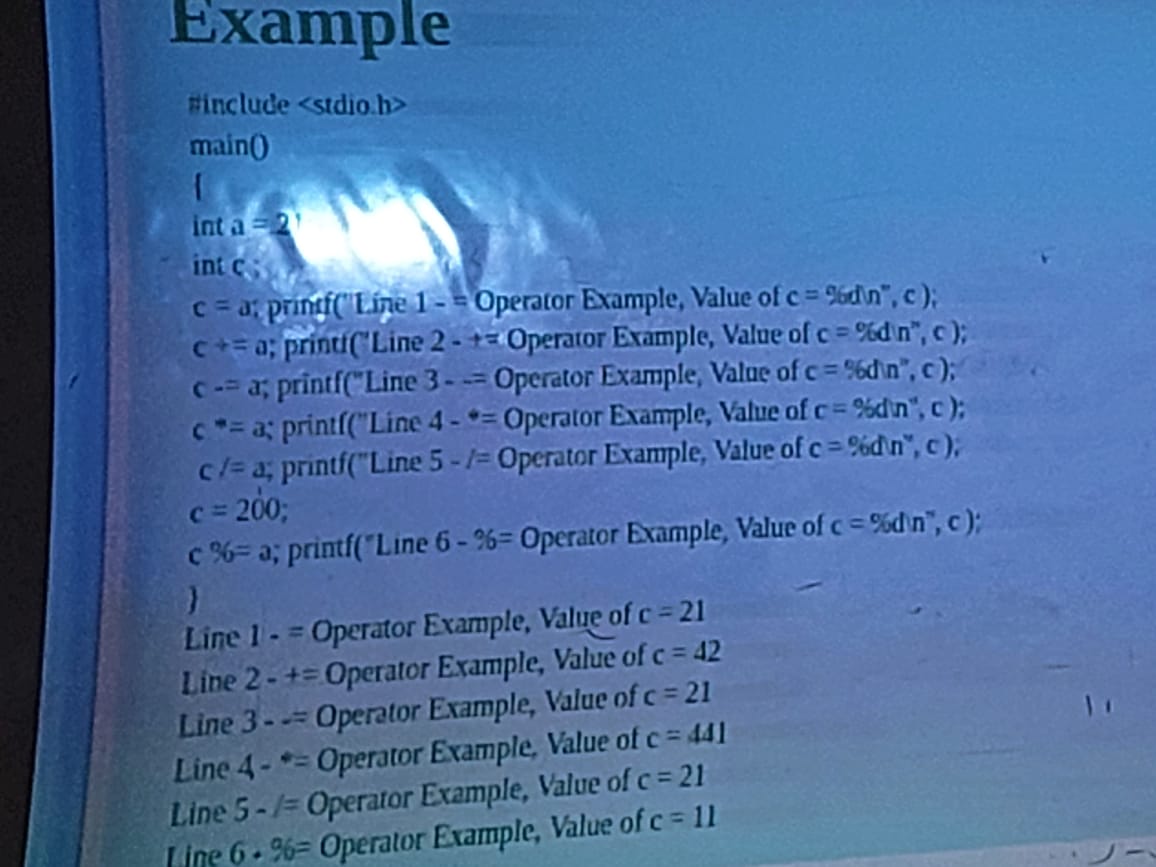 Example
#include <stdio.h>
main()
{
int a = 2
int c ;
c = a; printf("Line 1 - = Operator Example, Value of c = %d\n", c );
c += a; printf("Line 2 - += Operator Example, Value of c = %d\n", c );
c -= a; printf("Line 3 - -= Operator Example, Value of c = %d\n", c );
c *= a; printf("Line 4 - *= Operator Example, Value of c = %d\n", c );
c /= a; printf("Line 5 - /= Operator Example, Value of c = %d\n", c );
c = 200;
c %= a; printf("Line 6 - %= Operator Example, Value of c = %d\n", c );
}
Line 1 - = Operator Example, Value of c = 21
Line 2 - += Operator Example, Value of c = 42
Line 3 - -= Operator Example, Value of c = 21
Line 4 - *= Operator Example, Value of c = 441
Line 5 - /= Operator Example, Value of c = 21
Line 6 - %= Operator Example, Value of c = 11